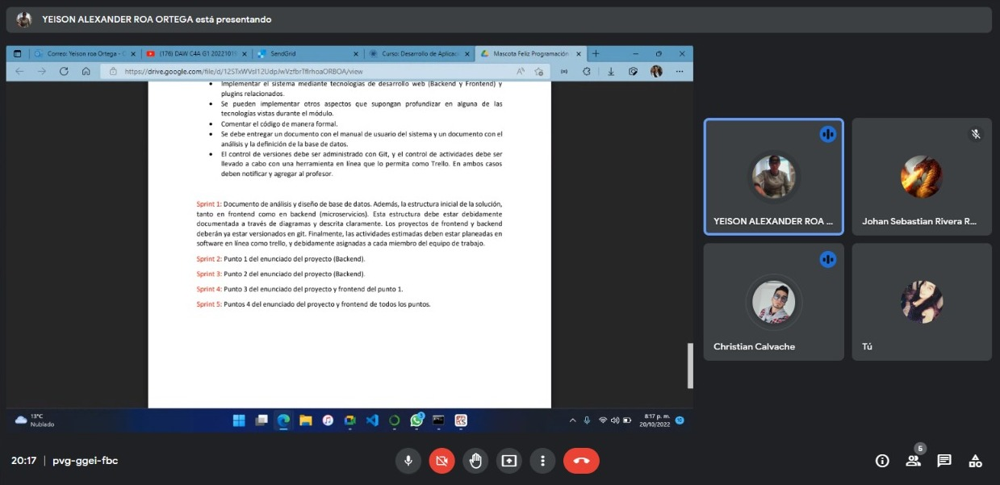 YEISON ALEXANDER ROA ORTEGA está presentando
Correo: Yeison roa Ortega -
(176) DAW C4A G1 2022101
SendGrid
Curso: Desarrollo de Aplicac
Mascota Feliz Programación
implementar el sistema mediante tecnologías de desarrollo web (Backend y Frontend) y
plugins relacionados.
• Se pueden implementar otros aspectos que supongan profundizar en alguna de las
tecnologías vistas durante el módulo.
• Comentar el código de manera formal.
• Se debe entregar un documento con el manual de usuario del sistema y un documento con el
análisis y la definición de la base de datos.
• El control de versiones debe ser administrado con Git, y el control de actividades debe ser
llevado a cabo con una herramienta en línea que lo permita como Trello. En ambos casos
deben notificar y agregar al profesor.
Sprint 1: Documento de análisis y diseño de base de datos. Además, la estructura inicial de la solución,
tanto en frontend como en backend (microservicios). Esta estructura debe estar debidamente
documentada a través de diagramas y descrita claramente. Los proyectos de frontend y backend
deberán ya estar versionados en git. Finalmente, las actividades estimadas deben estar planeadas en
software en línea como trello, y debidamente asignadas a cada miembro del equipo de trabajo.
Sprint 2: Punto 1 del enunciado del proyecto (Backend).
Sprint 3: Punto 2 del enunciado del proyecto (Backend).
Sprint 4: Punto 3 del enunciado del proyecto y frontend del punto 1.
Sprint 5: Puntos 4 del enunciado del proyecto y frontend de todos los puntos.
YEISON ALEXANDER ROA ...
Johan Sebastian Rivera R...
Christian Calvache
Tú
13°C
Nublado
8:17 p. m.
20/10/2022
20:17 | pvg-ggei-fbc
5